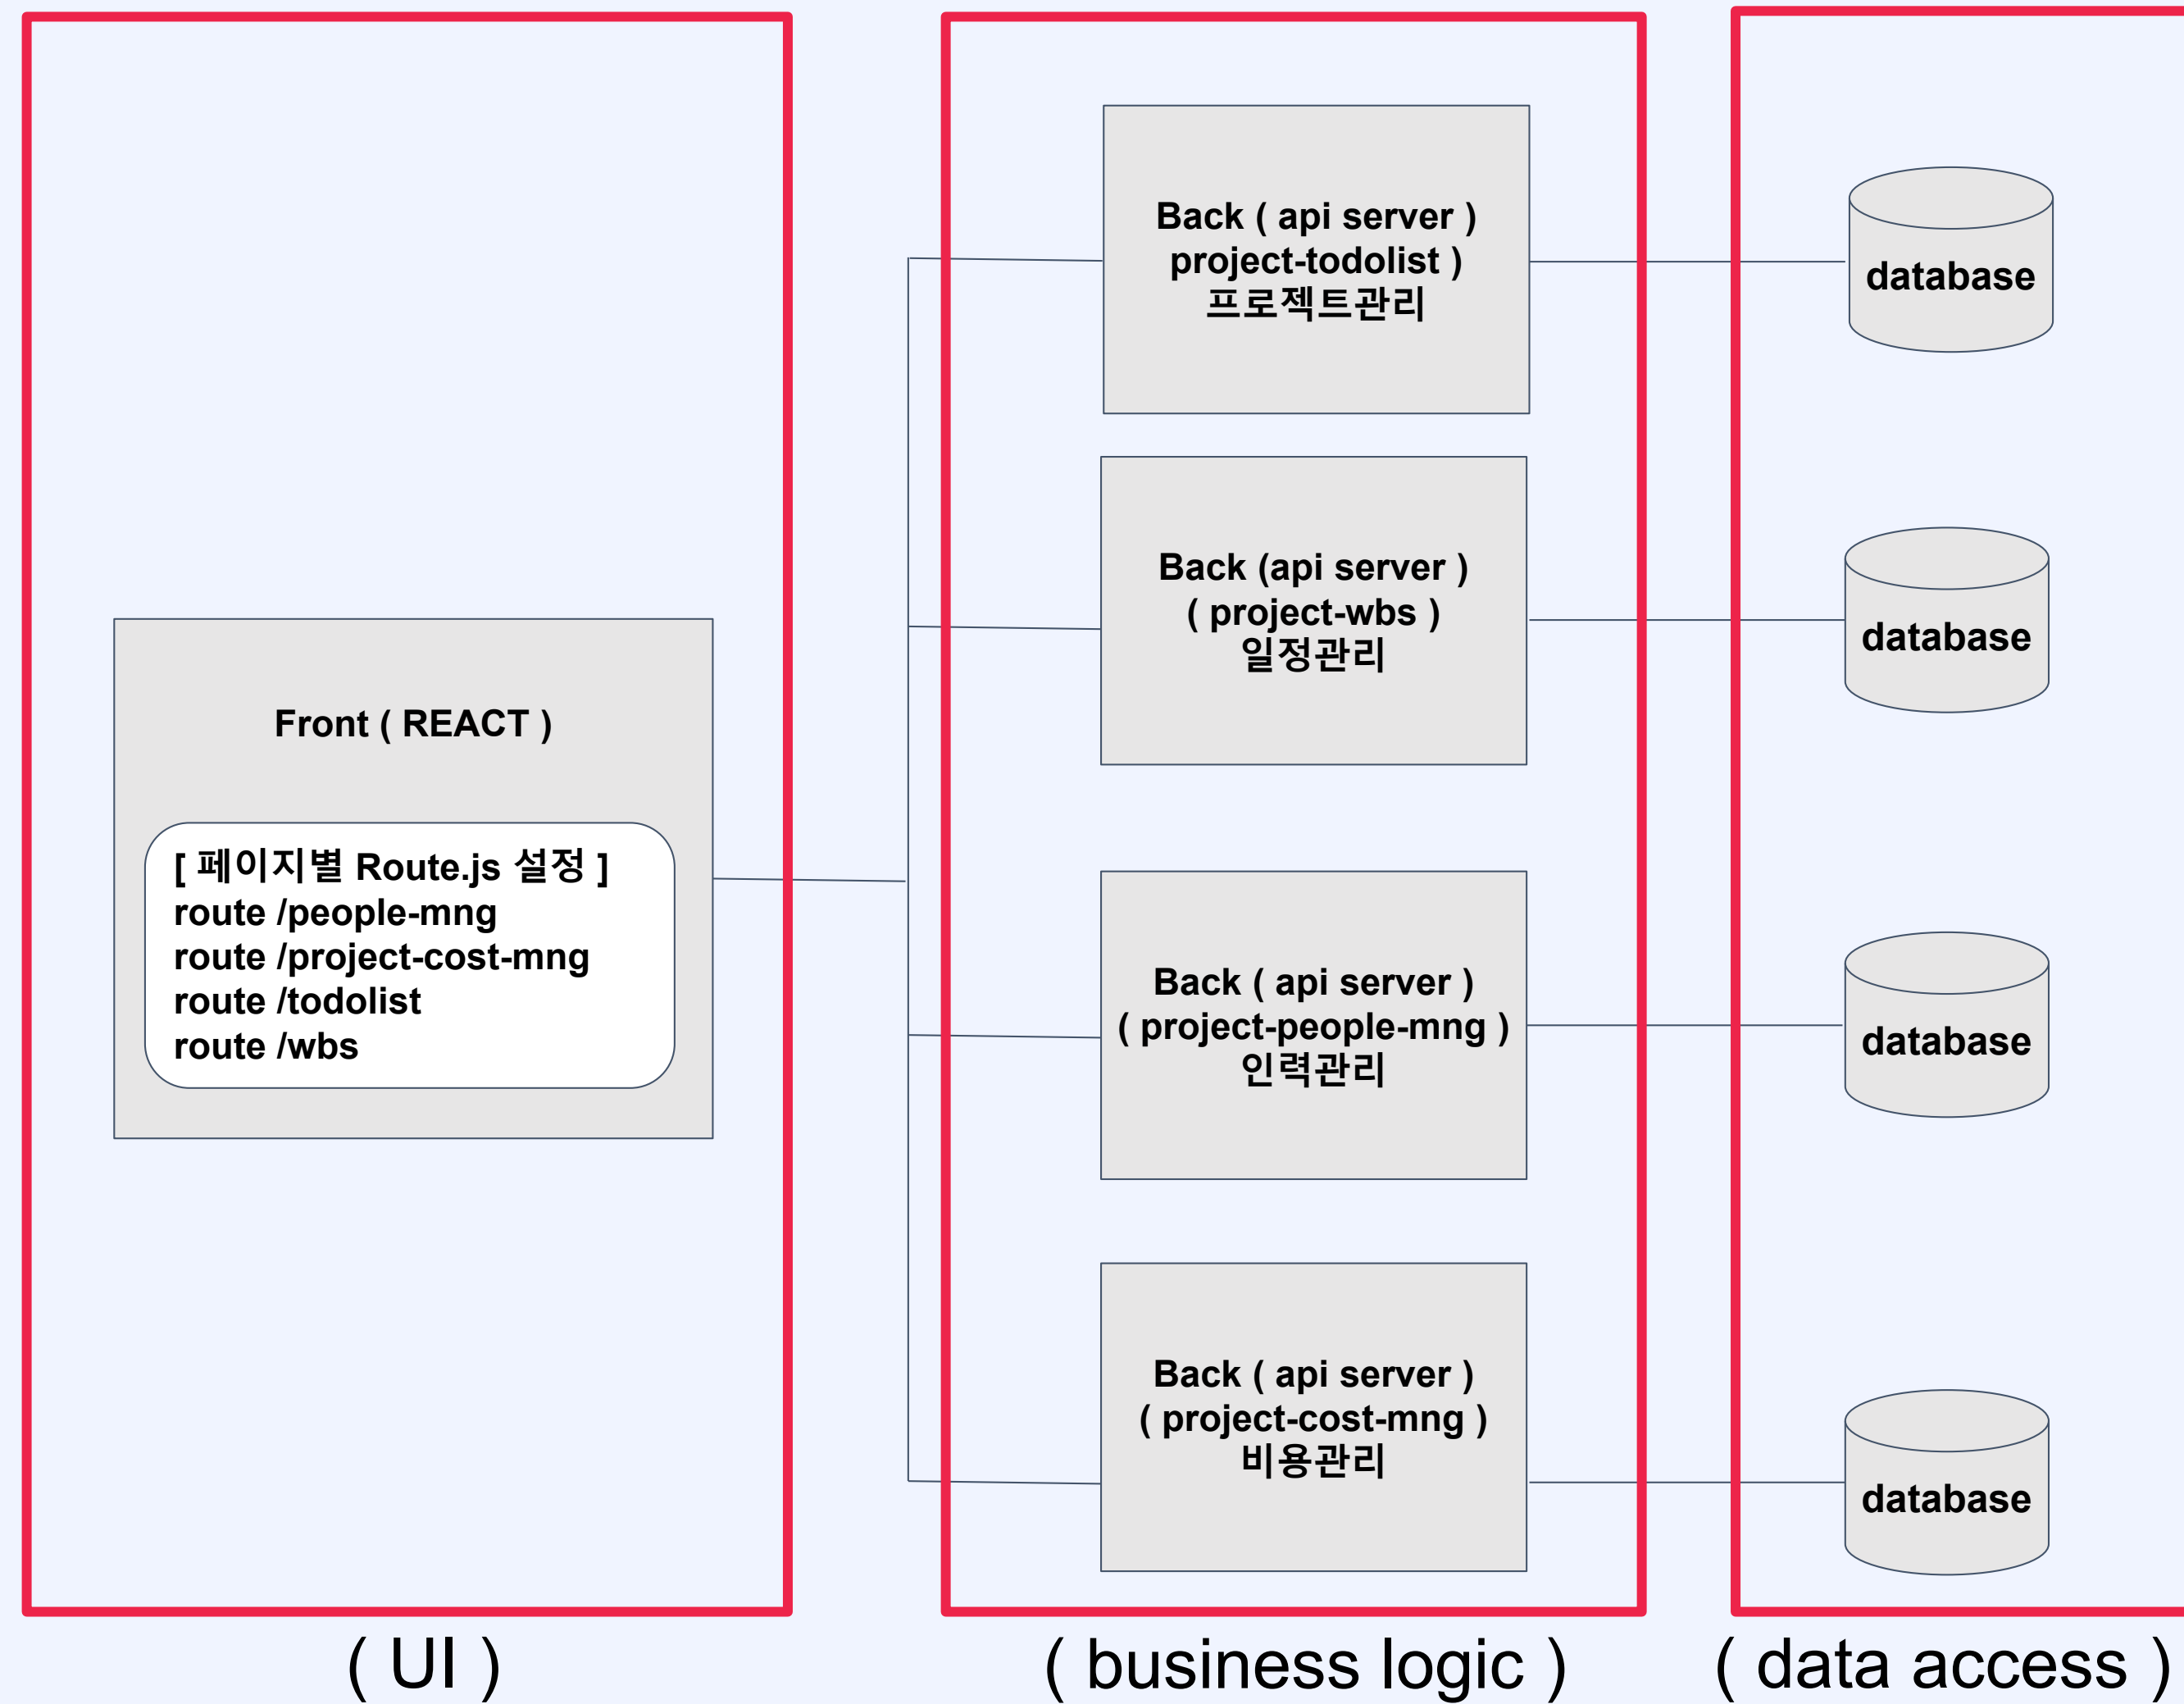 Front ( REACT )
[ 페이지별 Route.js 설정 ]
route /people-mng
route /project-cost-mng
route /todolist
route /wbs
( UI )
Back ( api server )
project-todolist )
프로젝트관리
Back (api server )
( project-wbs )
일정관리
Back ( api server )
( project-people-mng )
인력관리
Back ( api server )
( project-cost-mng )
비용관리
( business logic )
database
database
database
database
( data access )